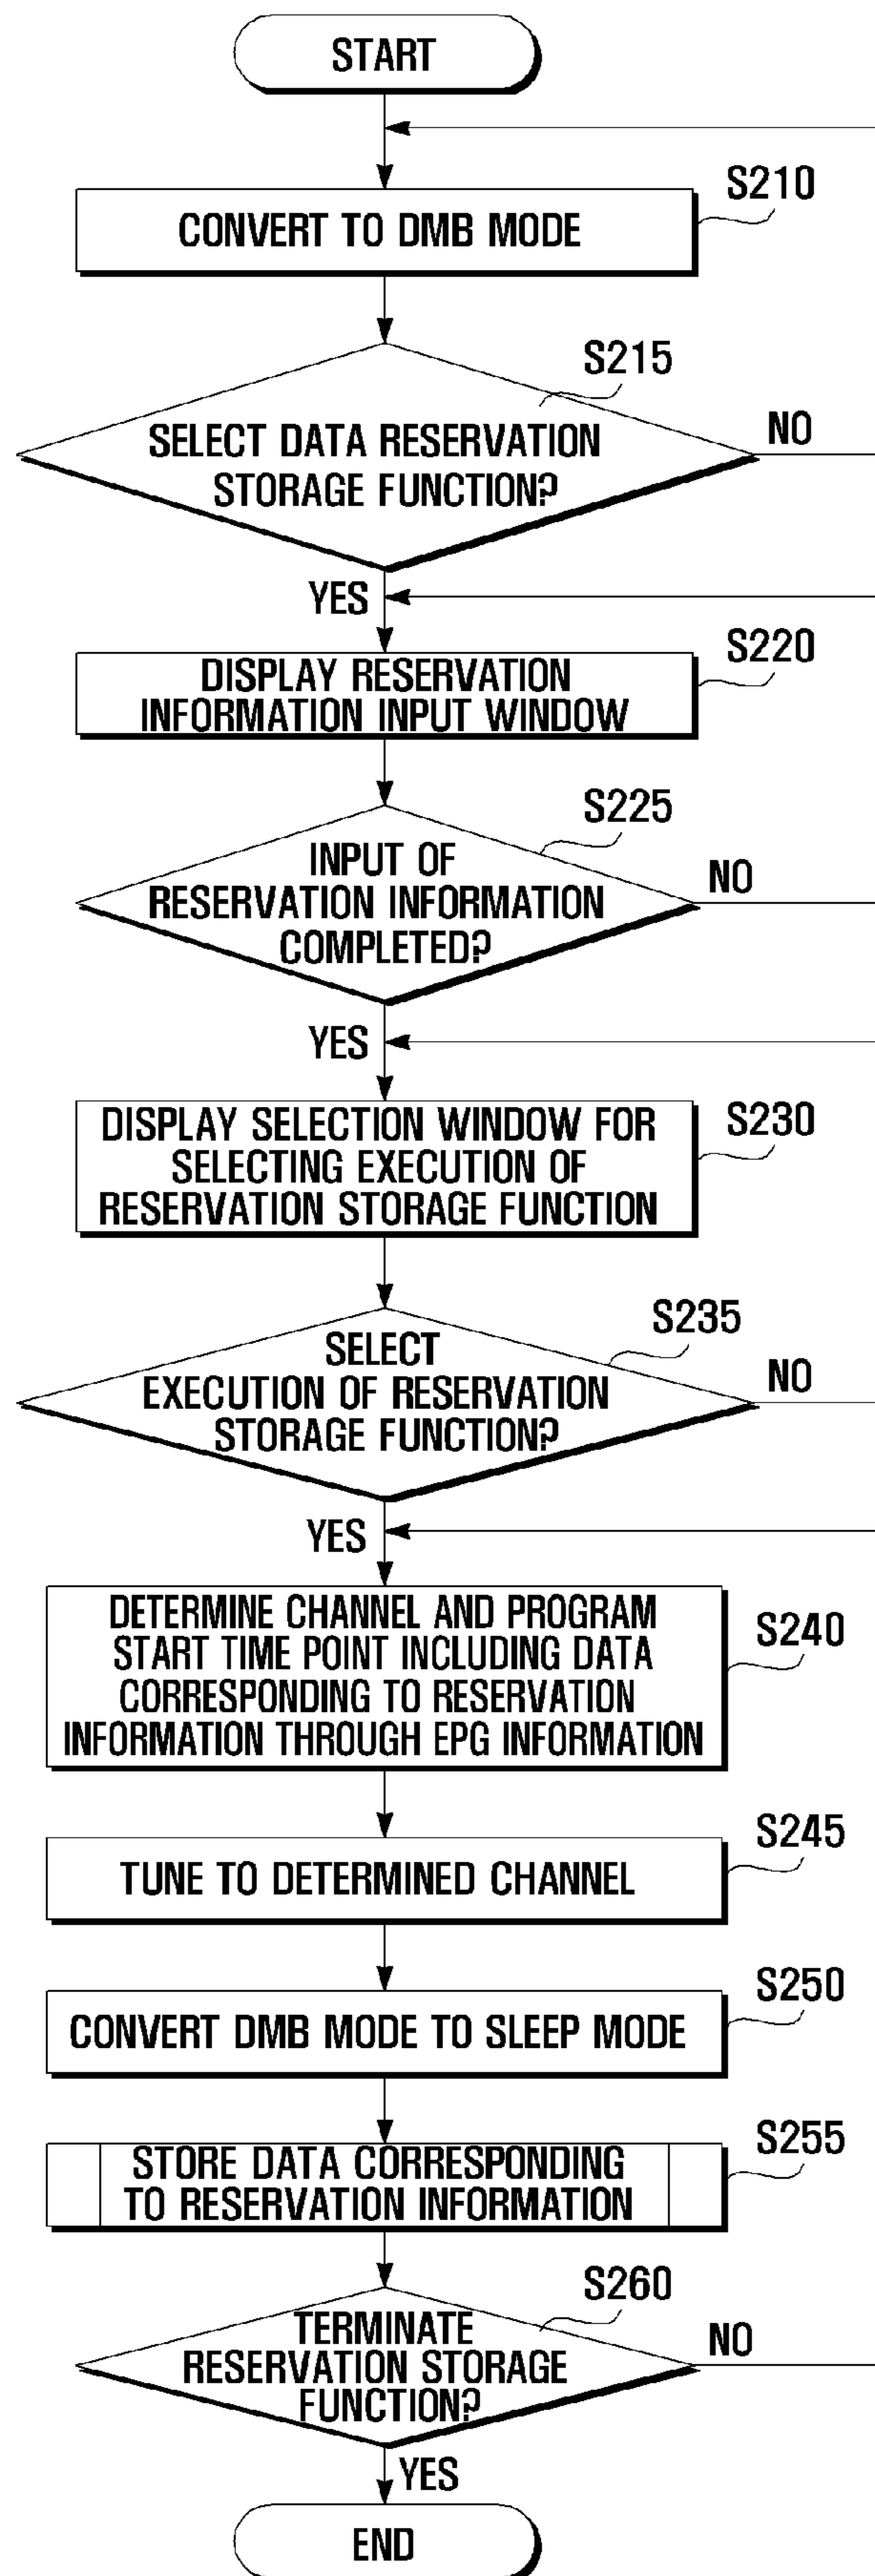 START
S210
CONVERT TO DMB MODE
S215
SELECT DATA RESERVATION
STORAGE FUNCTION?
NO
YES
S220
DISPLAY RESERVATION
INFORMATION INPUT WINDOW
S225
INPUT OF
RESERVATION INFORMATION
COMPLETED?
NO
YES
S230
DISPLAY SELECTION WINDOW FOR
SELECTING EXECUTION OF
RESERVATION STORAGE FUNCTION
S235
SELECT
EXECUTION OF RESERVATION
STORAGE FUNCTION?
NO
YES
S240
DETERMINE CHANNEL AND PROGRAM
START TIME POINT INCLUDING DATA
CORRESPONDING TO RESERVATION
INFORMATION THROUGH EPG INFORMATION
S245
TUNE TO DETERMINED CHANNEL
S250
CONVERT DMB MODE TO SLEEP MODE
S255
STORE DATA CORRESPONDING
TO RESERVATION INFORMATION
S260
TERMINATE
RESERVATION STORAGE
FUNCTION?
NO
YES
END